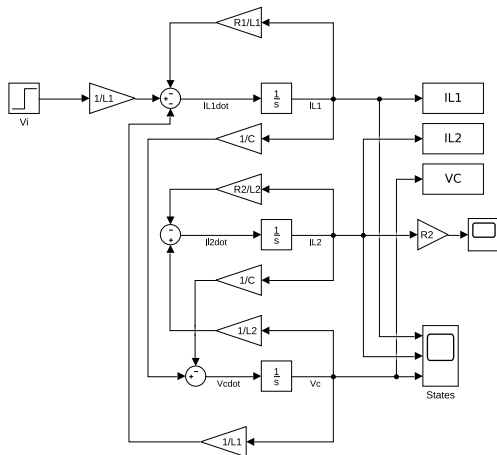 R1/L1
1/L1
Vi
IL1dot
1
s
IL1
IL1
1/C
IL2
VC
R2/L2
Il2dot
1
s
IL2
R2
1/C
1/L2
Vcdot
1
s
Vc
States
1/L1